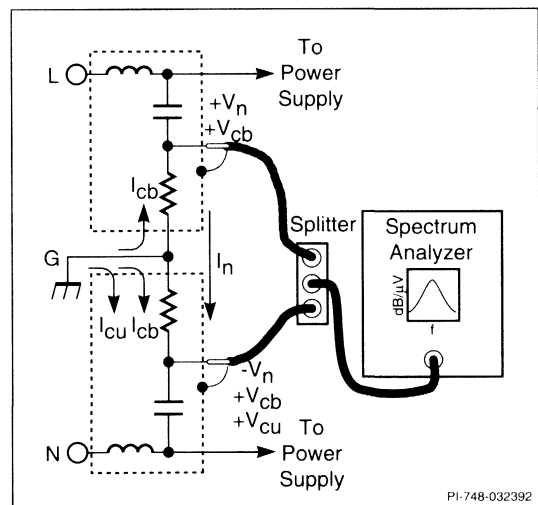 To
Power
Supply
L
+Vn
+Vcb
Icb
Splitter
Spectrum
Analyzer
dB/µV
f
G
In
Icu
Icb
-Vn
+Vcb
+Vcu
N
To
Power
Supply
PI-748-032392